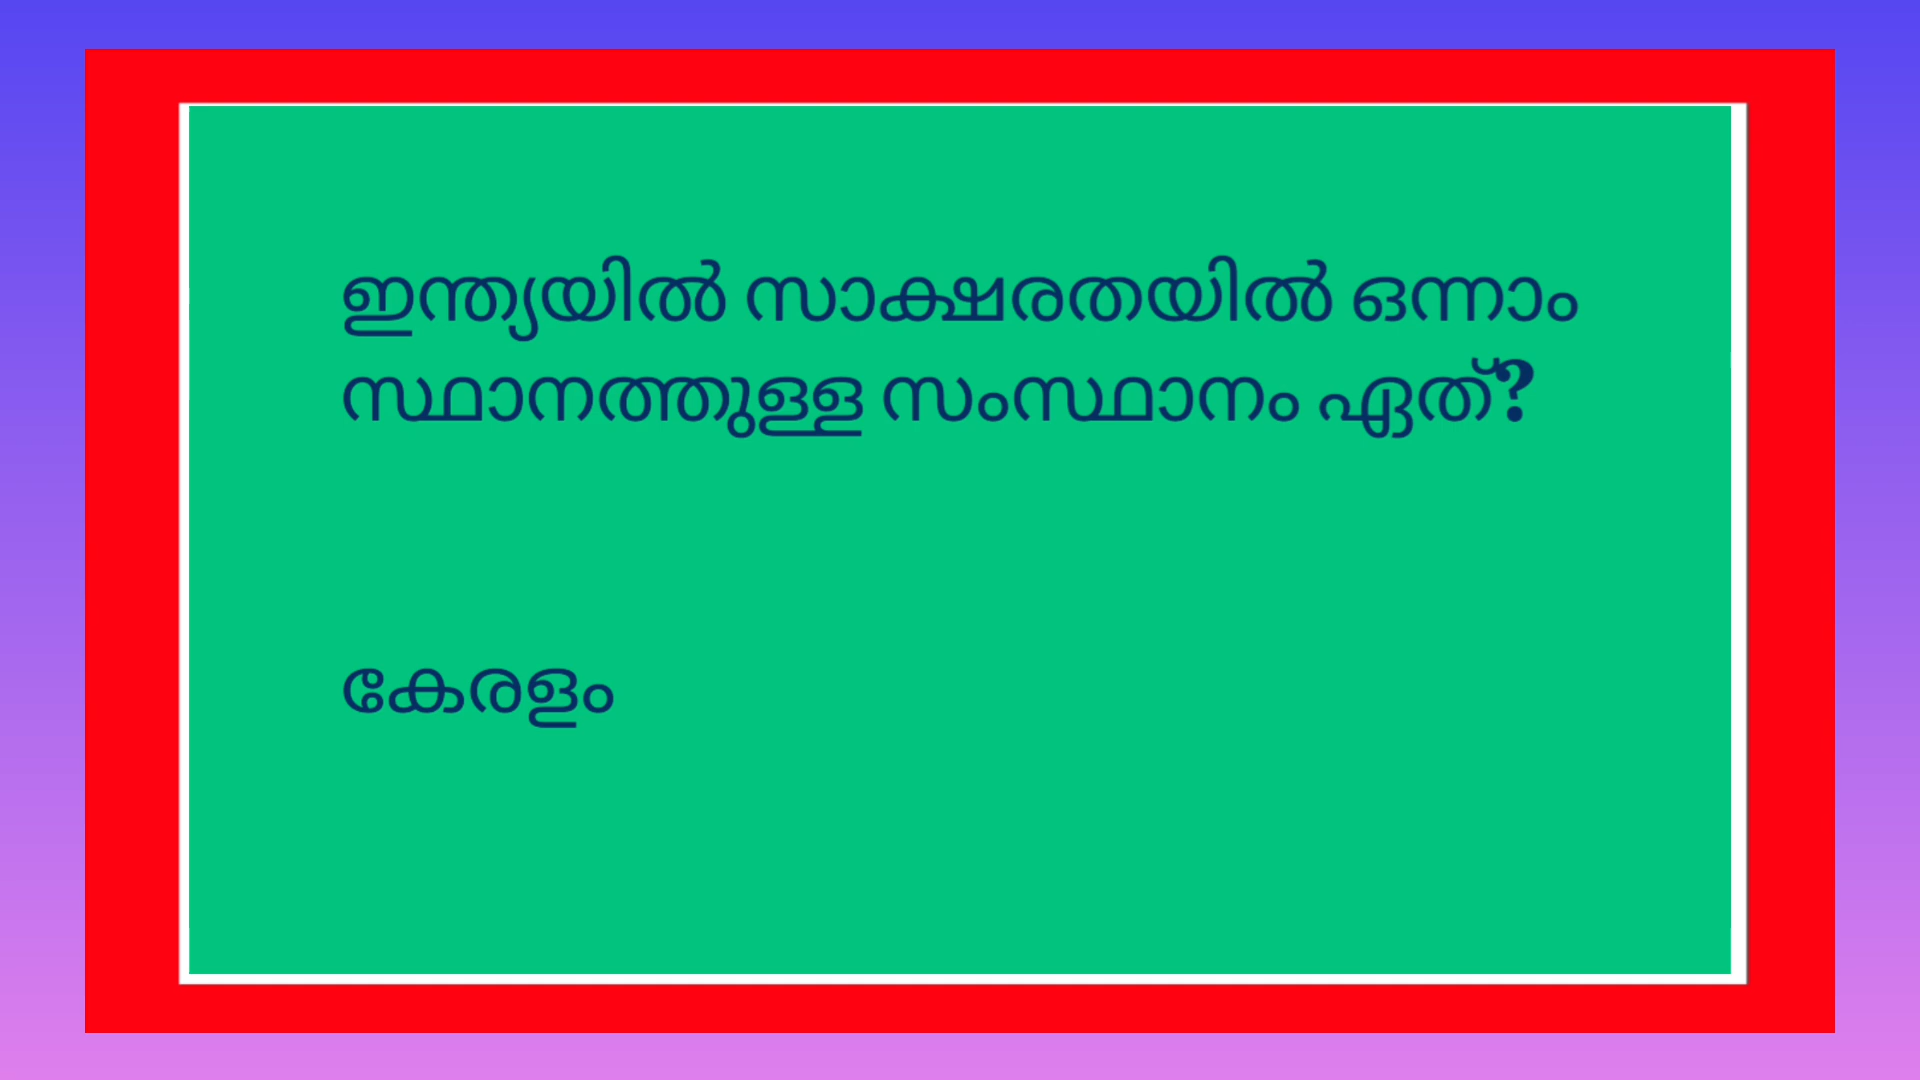 ഇന്ത്യയിൽ സാക്ഷരതയിൽ ഒന്നാം
സ്ഥാനത്തുള്ള സംസ്ഥാനം ഏത്?
കേരളം